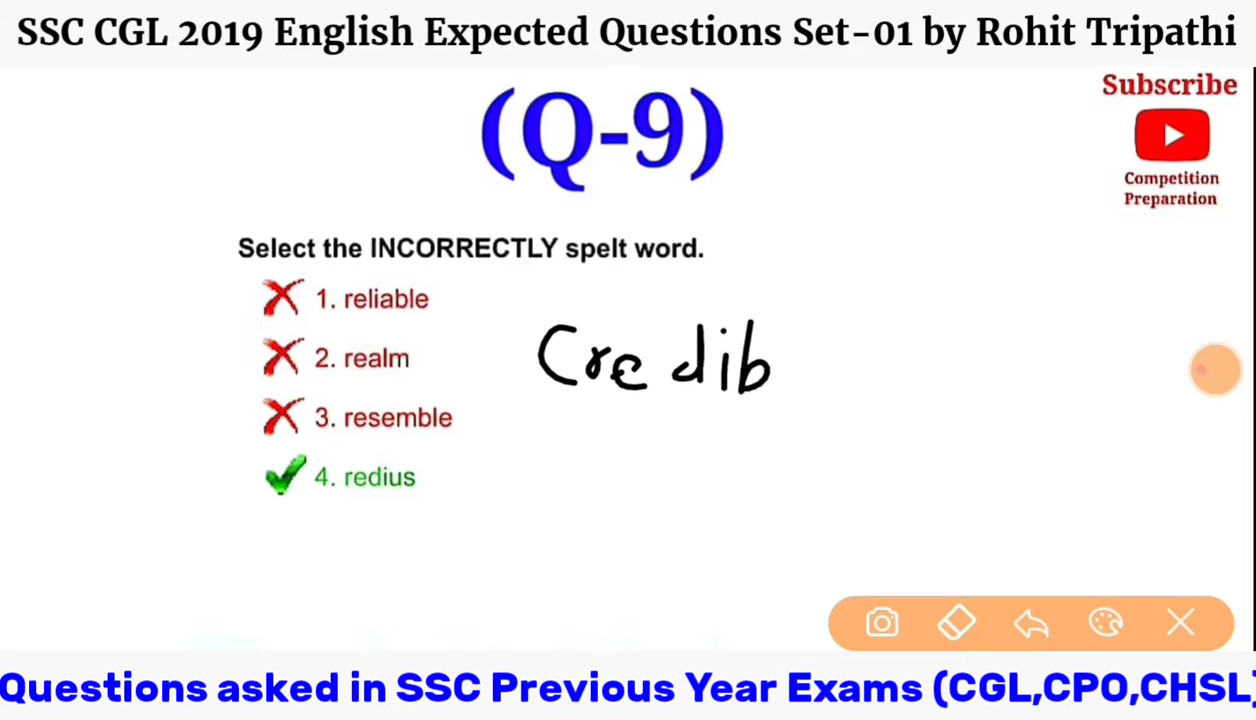 SSC CGL 2019 English Expected Questions Set-01 by Rohit Tripathi
(Q-9)
Subscribe
Competition
Preparation
Select the INCORRECTLY spelt word.
1. reliable
2. realm
3. resemble
4. redius
Credib
Questions asked in SSC Previous Year Exams (CGL,CPO,CHSL)